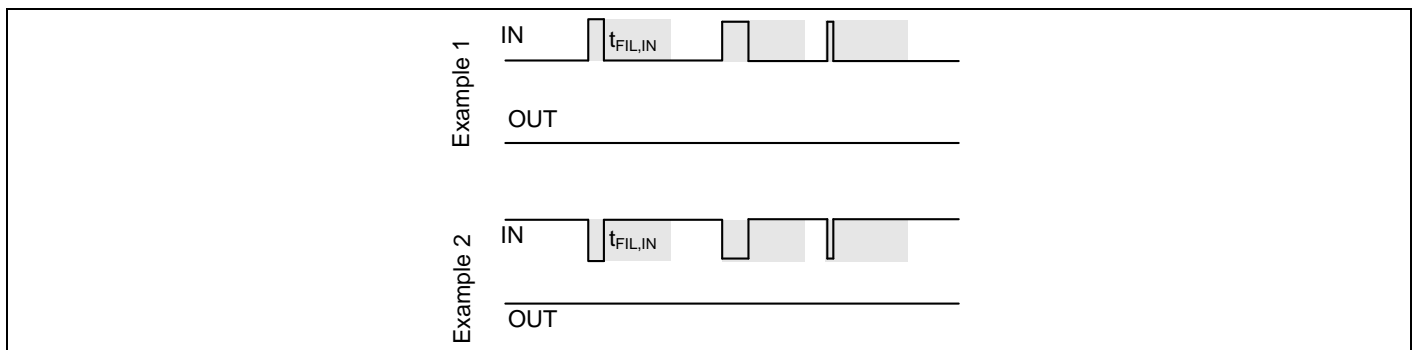 Example 1
IN
tFIL,IN
OUT
Example 2
IN
tFIL,IN
OUT